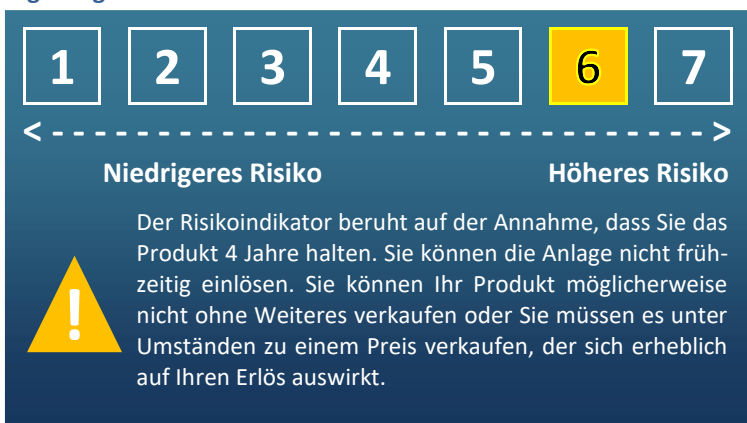 1 2 3 4 5 6 7
< - - - - - - - - - - - - - - - - - - - - - - - - - - - - - - - >
Niedrigeres Risiko Höheres Risiko
Der Risikoindikator beruht auf der Annahme, dass Sie das
Produkt 4 Jahre halten. Sie können die Anlage nicht früh-
zeitig einlösen. Sie können Ihr Produkt möglicherweise
nicht ohne Weiteres verkaufen oder Sie müssen es unter
Umständen zu einem Preis verkaufen, der sich erheblich
auf Ihren Erlös auswirkt.
!